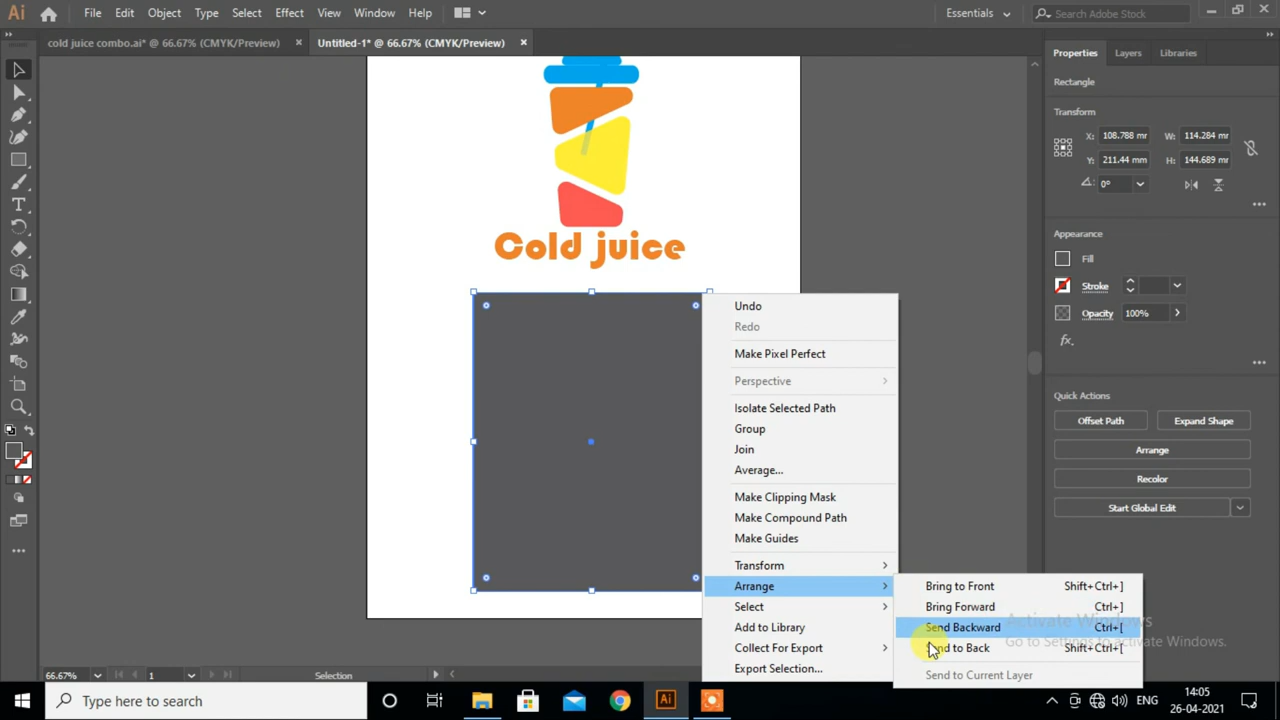 Ai File Edit Object Type Select Effect View Window Help Essentials Search Adobe Stock
cold juice combo.ai* @ 66.67% (CMYK/Preview) × Untitled-1* @ 66.67% (CMYK/Preview) ×
Properties Layers Libraries
Rectangle
Transform
X: 108.788 mm W: 114.284 mm
Y: 211.44 mm H: 144.689 mm
0°
Appearance
Fill
Stroke
Opacity 100%
fx.
Quick Actions
Offset Path Expand Shape
Arrange
Recolor
Start Global Edit
Cold juice
Undo
Redo
Make Pixel Perfect
Perspective
Isolate Selected Path
Group
Join
Average...
Make Clipping Mask
Make Compound Path
Make Guides
Transform
Arrange
Select
Add to Library
Collect For Export
Export Selection...
Bring to Front Shift+Ctrl+]
Bring Forward Ctrl+]
Send Backward Ctrl+[
Send to Back Shift+Ctrl+[
Send to Current Layer
Activate Windows
Go to Settings to activate Windows.
66.67% 1 Selection
Type here to search
Ai
ENG
14:05
26-04-2021